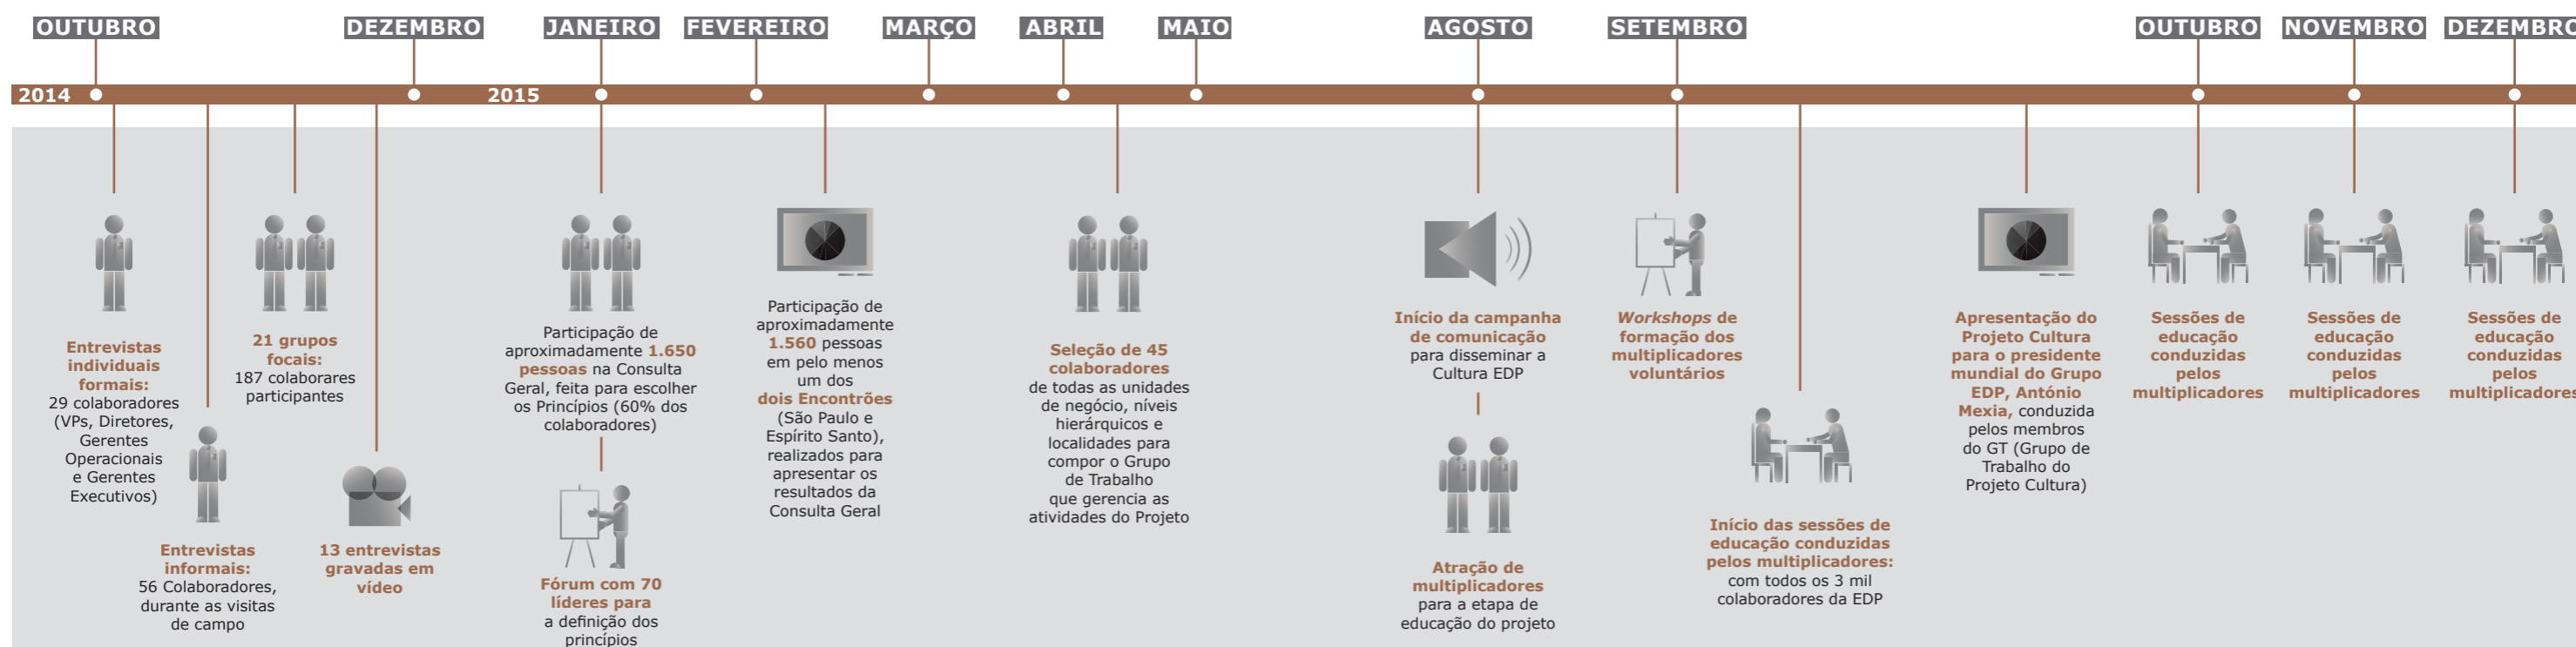 OUTUBRO
DEZEMBRO
JANEIRO
FEVEREIRO
MARÇO
ABRIL
MAIO
AGOSTO
SETEMBRO
OUTUBRO
NOVEMBRO
DEZEMBRO
2014
2015
Entrevistas
individuais
formais:
29 colaboradores
(VPs, Diretores,
Gerentes
Operacionais
e Gerentes
Executivos)
Entrevistas
informais:
56 Colaboradores,
durante as visitas
de campo
21 grupos
focais:
187 colaborares
participantes
13 entrevistas
gravadas em
vídeo
Participação de
aproximadamente 1.650
pessoas na Consulta
Geral, feita para escolher
os Princípios (60% dos
colaboradores)
Fórum com 70
líderes para
a definição dos
princípios
Participação de
aproximadamente
1.560 pessoas
em pelo menos
um dos
dois Encontrões
(São Paulo e
Espírito Santo),
realizados para
apresentar os
resultados da
Consulta Geral
Seleção de 45
colaboradores
de todas as unidades
de negócio, níveis
hierárquicos e
localidades para
compor o Grupo
de Trabalho
que gerencia as
atividades do Projeto
Início da campanha
de comunicação
para disseminar a
Cultura EDP
Atração de
multiplicadores
para a etapa de
educação do projeto
Workshops de
formação dos
multiplicadores
voluntários
Início das sessões de
educação conduzidas
pelos multiplicadores:
com todos os 3 mil
colaboradores da EDP
Apresentação do
Projeto Cultura
para o presidente
mundial do Grupo
EDP, António
Mexia, conduzida
pelos membros
do GT (Grupo de
Trabalho do
Projeto Cultura)
Sessões de
educação
conduzidas
pelos
multiplicadores
Sessões de
educação
conduzidas
pelos
multiplicadores
Sessões de
educação
conduzidas
pelos
multiplicadores